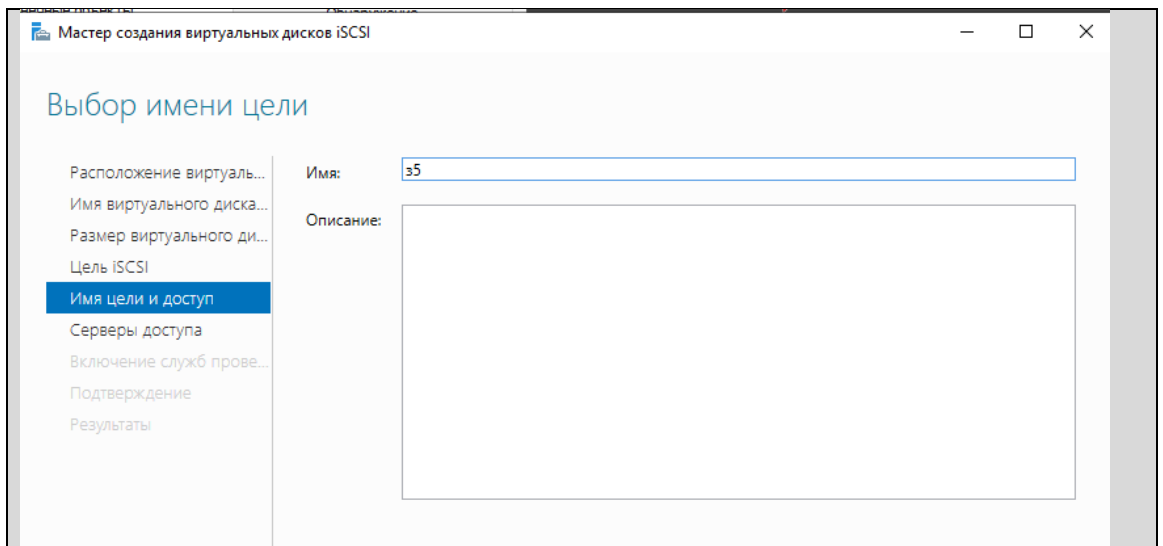 Мастер создания виртуальных дисков iSCSI
Выбор имени цели
Расположение виртуаль...
Имя виртуального диска...
Размер виртуального ди...
Цель iSCSI
Имя цели и доступ
Серверы доступа
Включение служб прове...
Подтверждение
Результаты
Имя:
з5
Описание: